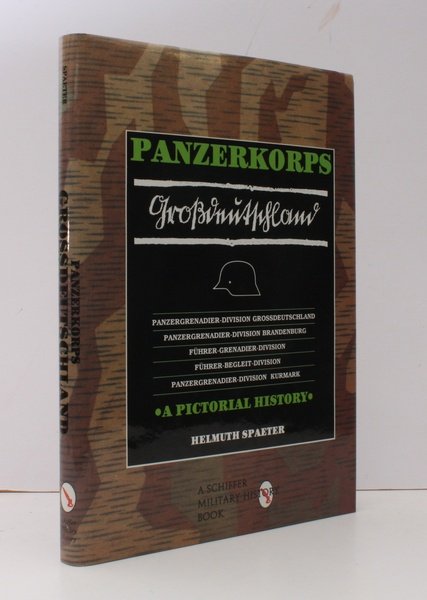 SPAETER
PANZERKORPS
GROSSDEUTSCHLAND
PANZERKORPS
Großdeutschland
PANZERGRENADIER-DIVISION GROSSDEUTSCHLAND
PANZERGRENADIER-DIVISION BRANDENBURG
FÜHRER-GRENADIER-DIVISION
FÜHRER-BEGLEIT-DIVISION
PANZERGRENADIER-DIVISION KURMARK
•A PICTORIAL HISTORY•
HELMUTH SPAETER
A SCHIFFER
MILITARY HISTORY
BOOK